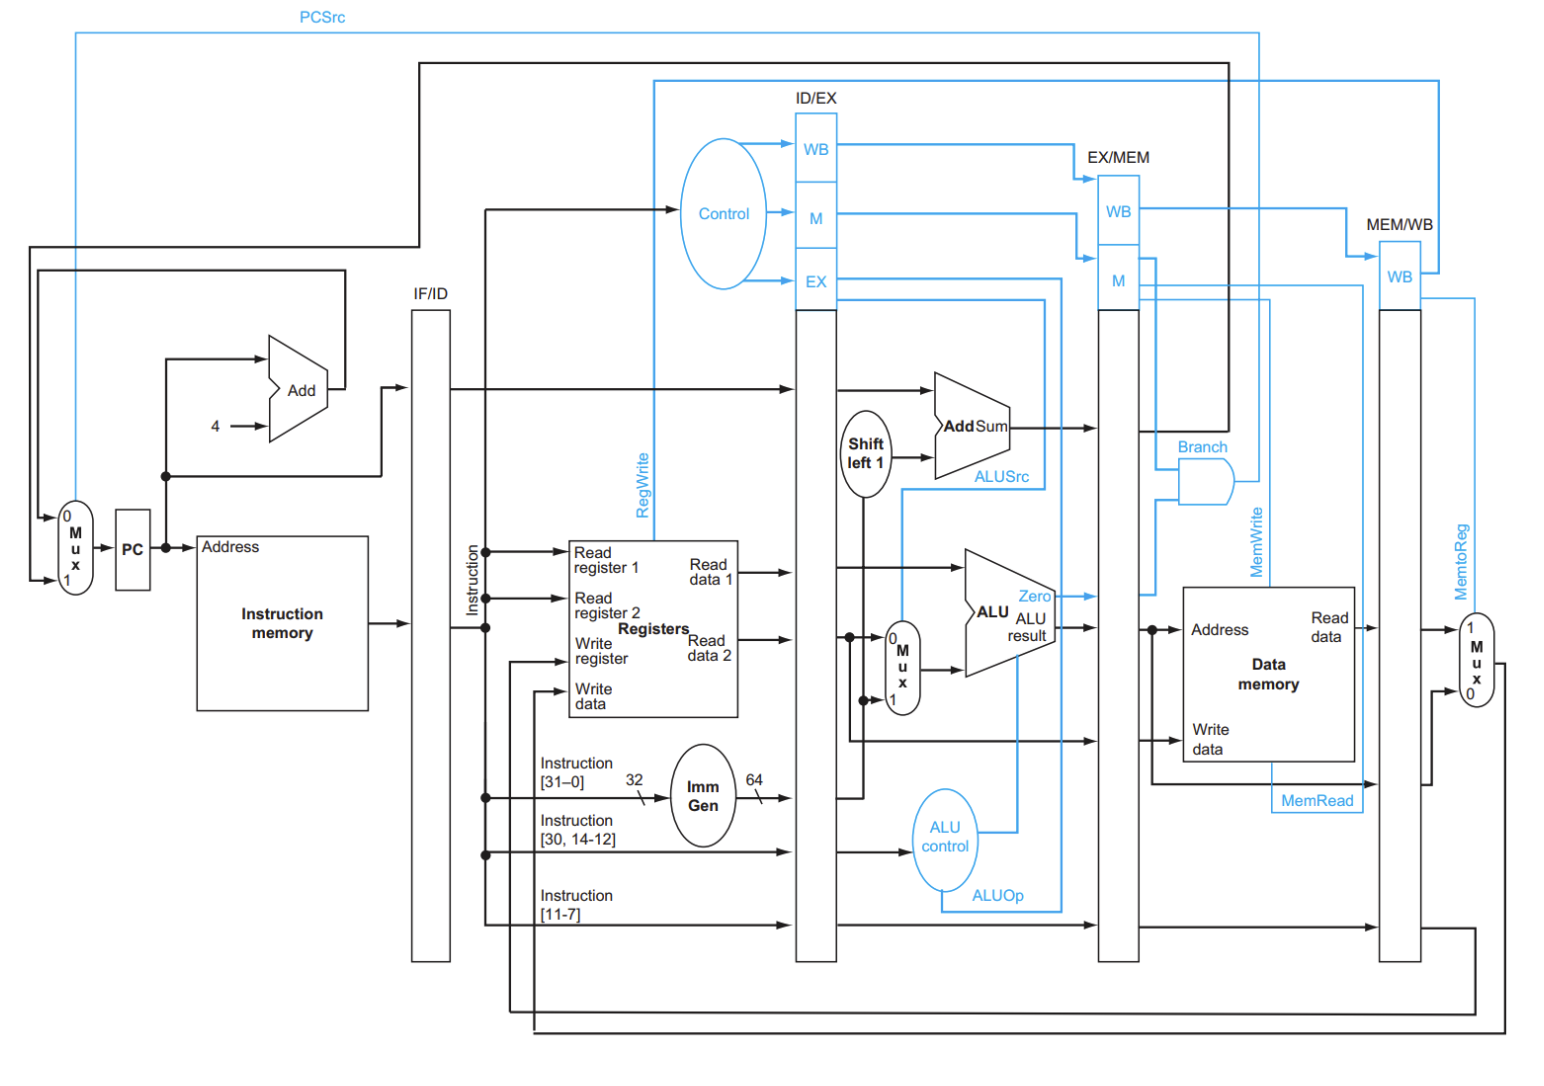 PCSrc
ID/EX
WB
EX/MEM
Control
M
WB
MEM/WB
EX
M
WB
IF/ID
Add
4
Add Sum
Shift
left 1
ALUSrc
Branch
RegWrite
MemWrite
MemtoReg
0
M
u
x
1
PC
Address
Instruction
memory
Instruction
Read
register 1
Read
register 2
Write
register
Write
data
Registers
Read
data 1
Read
data 2
0
M
u
x
1
Zero
ALU
ALU
result
Address
Read
data
Data
memory
Write
data
1
M
u
x
0
Instruction
[31–0]
32
Imm
Gen
64
MemRead
Instruction
[30, 14-12]
ALU
control
Instruction
[11-7]
ALUOp